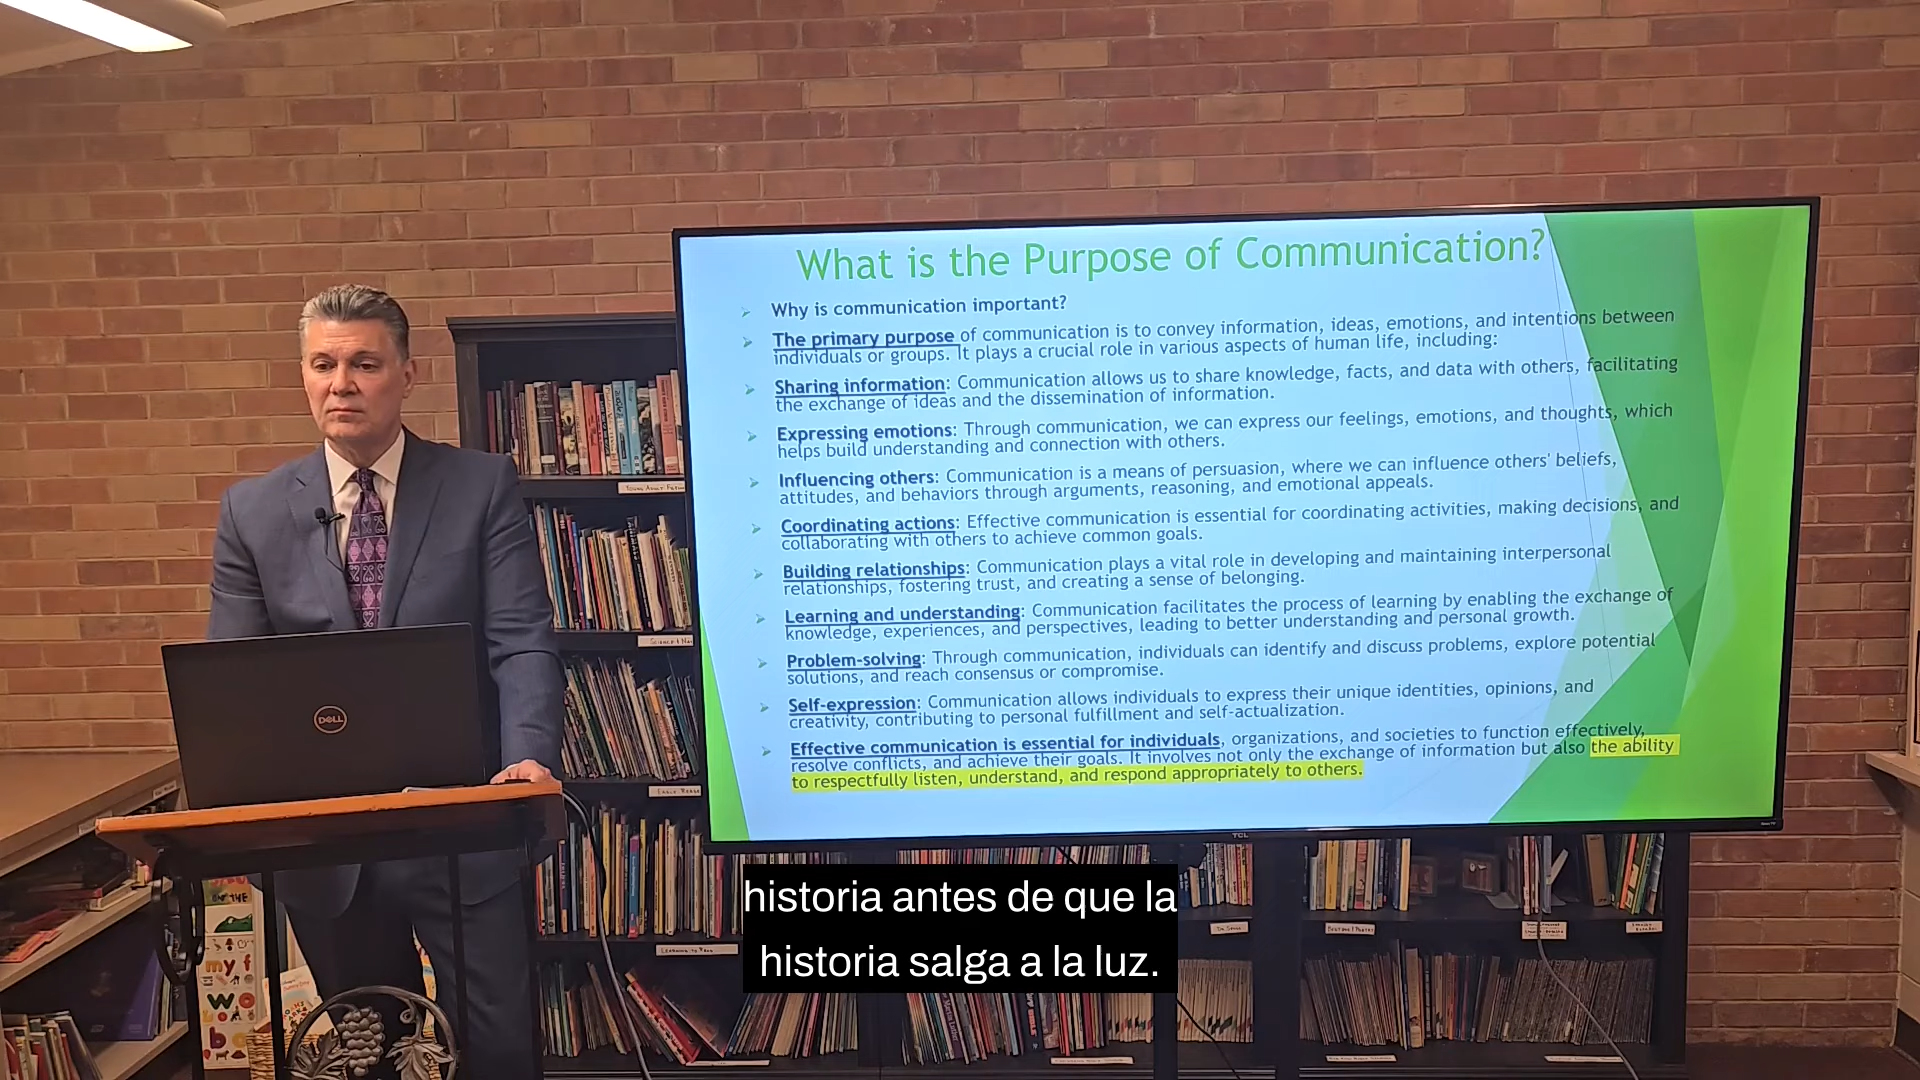 What is the Purpose of Communication?
Why is communication important?
The primary purpose of communication is to convey information, ideas, emotions, and intentions between
individuals or groups. It plays a crucial role in various aspects of human life, including:
Sharing information: Communication allows us to share knowledge, facts, and data with others, facilitating
the exchange of ideas and the dissemination of information.
Expressing emotions: Through communication, we can express our feelings, emotions, and thoughts, which
helps build understanding and connection with others.
Influencing others: Communication is a means of persuasion, where we can influence others' beliefs,
attitudes, and behaviors through arguments, reasoning, and emotional appeals.
Coordinating actions: Effective communication is essential for coordinating activities, making decisions, and
collaborating with others to achieve common goals.
Building relationships: Communication plays a vital role in developing and maintaining interpersonal
relationships, fostering trust, and creating a sense of belonging.
Learning and understanding: Communication facilitates the process of learning by enabling the exchange of
knowledge, experiences, and perspectives, leading to better understanding and personal growth.
Problem-solving: Through communication, individuals can identify and discuss problems, explore potential
solutions, and reach consensus or compromise.
Self-expression: Communication allows individuals to express their unique identities, opinions, and
creativity, contributing to personal fulfillment and self-actualization.
Effective communication is essential for individuals, organizations, and societies to function effectively,
resolve conflicts, and achieve their goals. It involves not only the exchange of information but also the ability
to respectfully listen, understand, and respond appropriately to others.
TCL
DELL
Learning to Read
my f
wo
historia antes de que la
historia salga a la luz.